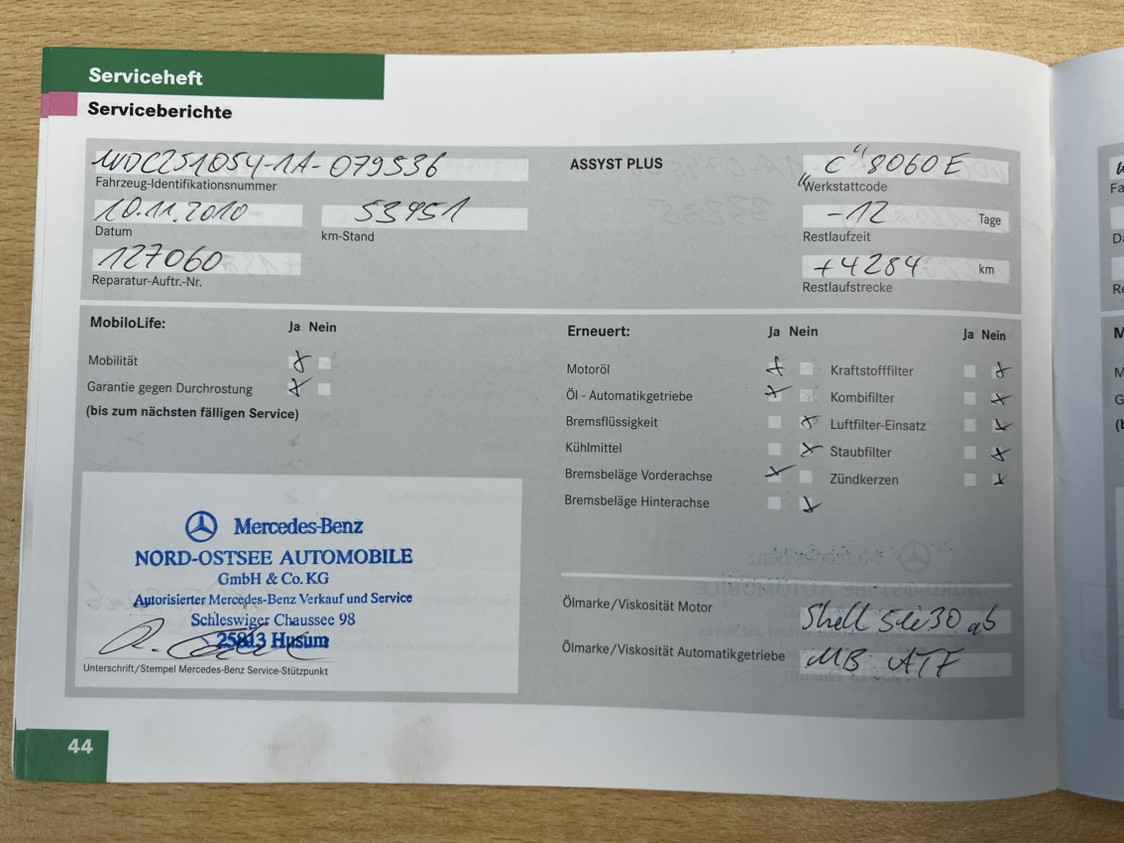 Serviceheft
Serviceberichte
WDC251054-1A-079536
Fahrzeug-Identifikationsnummer
10.11.2010
Datum
53951
km-Stand
127060
Reparatur-Auftr.-Nr.
ASSYST PLUS
C "8060E
Werkstattcode
-12 Tage
Restlaufzeit
+4284 km
Restlaufstrecke
MobiloLife: Ja Nein
Mobilität
Garantie gegen Durchrostung
(bis zum nächsten fälligen Service)
Erneuert: Ja Nein
Motoröl
Öl - Automatikgetriebe
Bremsflüssigkeit
Kühlmittel
Bremsbeläge Vorderachse
Bremsbeläge Hinterachse
Ja Nein
Kraftstofffilter
Kombifilter
Luftfilter-Einsatz
Staubfilter
Zündkerzen
Mercedes-Benz
NORD-OSTSEE AUTOMOBILE
GmbH & Co. KG
Autorisierter Mercedes-Benz Verkauf und Service
Schleswiger Chaussee 98
25813 Husum
Unterschrift/Stempel Mercedes-Benz Service-Stützpunkt
Ölmarke/Viskosität Motor
Shell 5W30
Ölmarke/Viskosität Automatikgetriebe
MB ATF
44